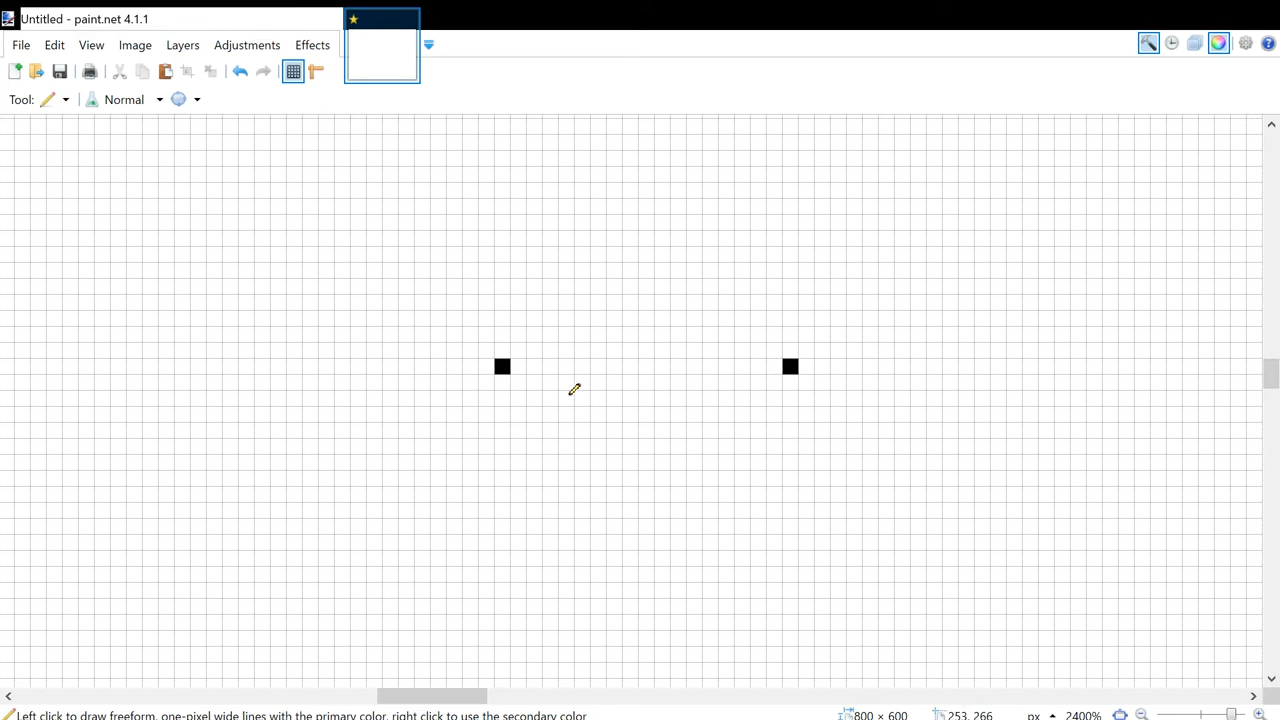 Untitled - paint.net 4.1.1
File Edit View Image Layers Adjustments Effects
Tool: Normal
Left click to draw freeform, one-pixel wide lines with the primary color, right click to use the secondary color 800 × 600 253, 266 px 2400%